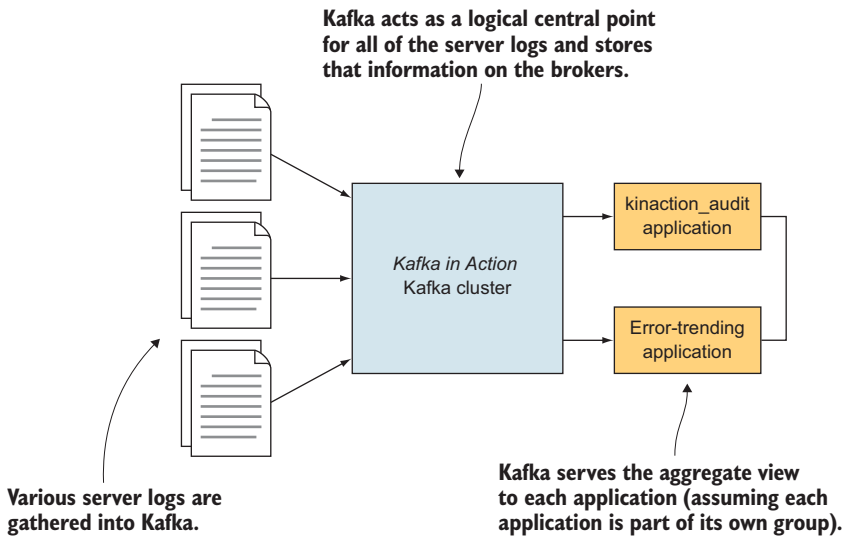 Kafka acts as a logical central point
for all of the server logs and stores
that information on the brokers.
kinaction_audit
application
Kafka in Action
Kafka cluster
Error-trending
application
Various server logs are
gathered into Kafka.
Kafka serves the aggregate view
to each application (assuming each
application is part of its own group).